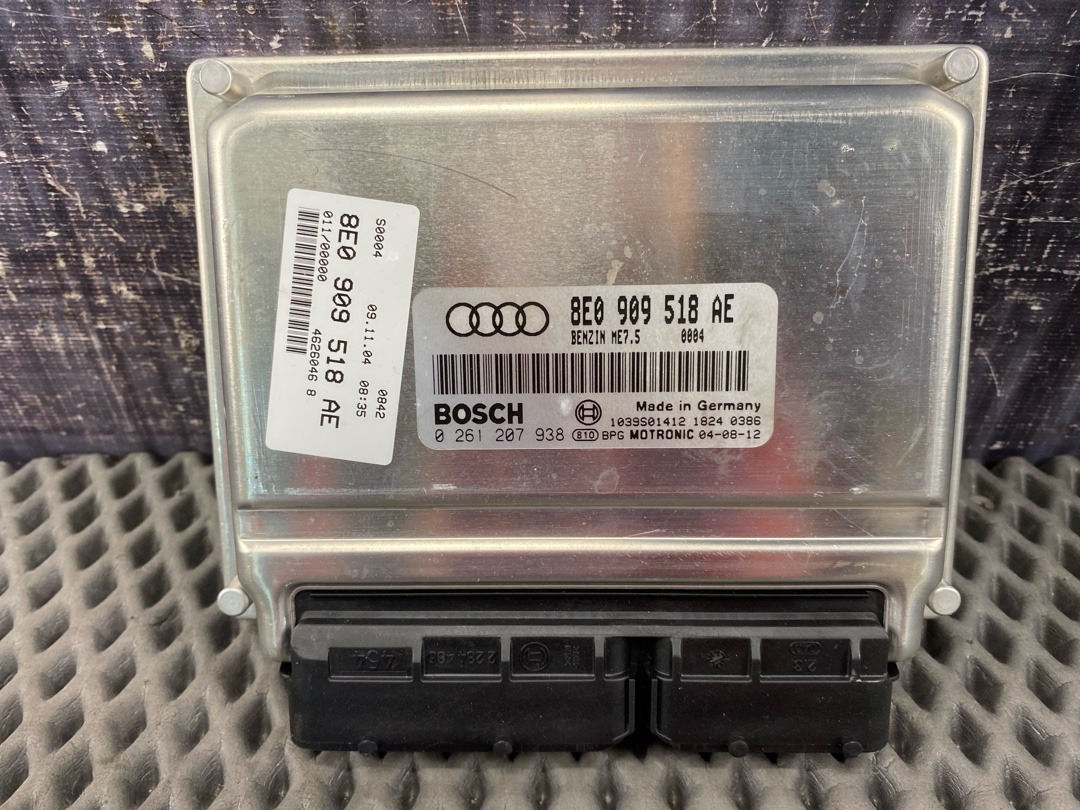 S0004 09.11.04 0842
08:35
8E0 909 518 AE
011/00000
4626046 8
8E0 909 518 AE
BENZIN ME7.5 0004
BOSCH
Made in Germany
1039S01412 1824 0386
0 261 207 938 810 BPG MOTRONIC 04-08-12